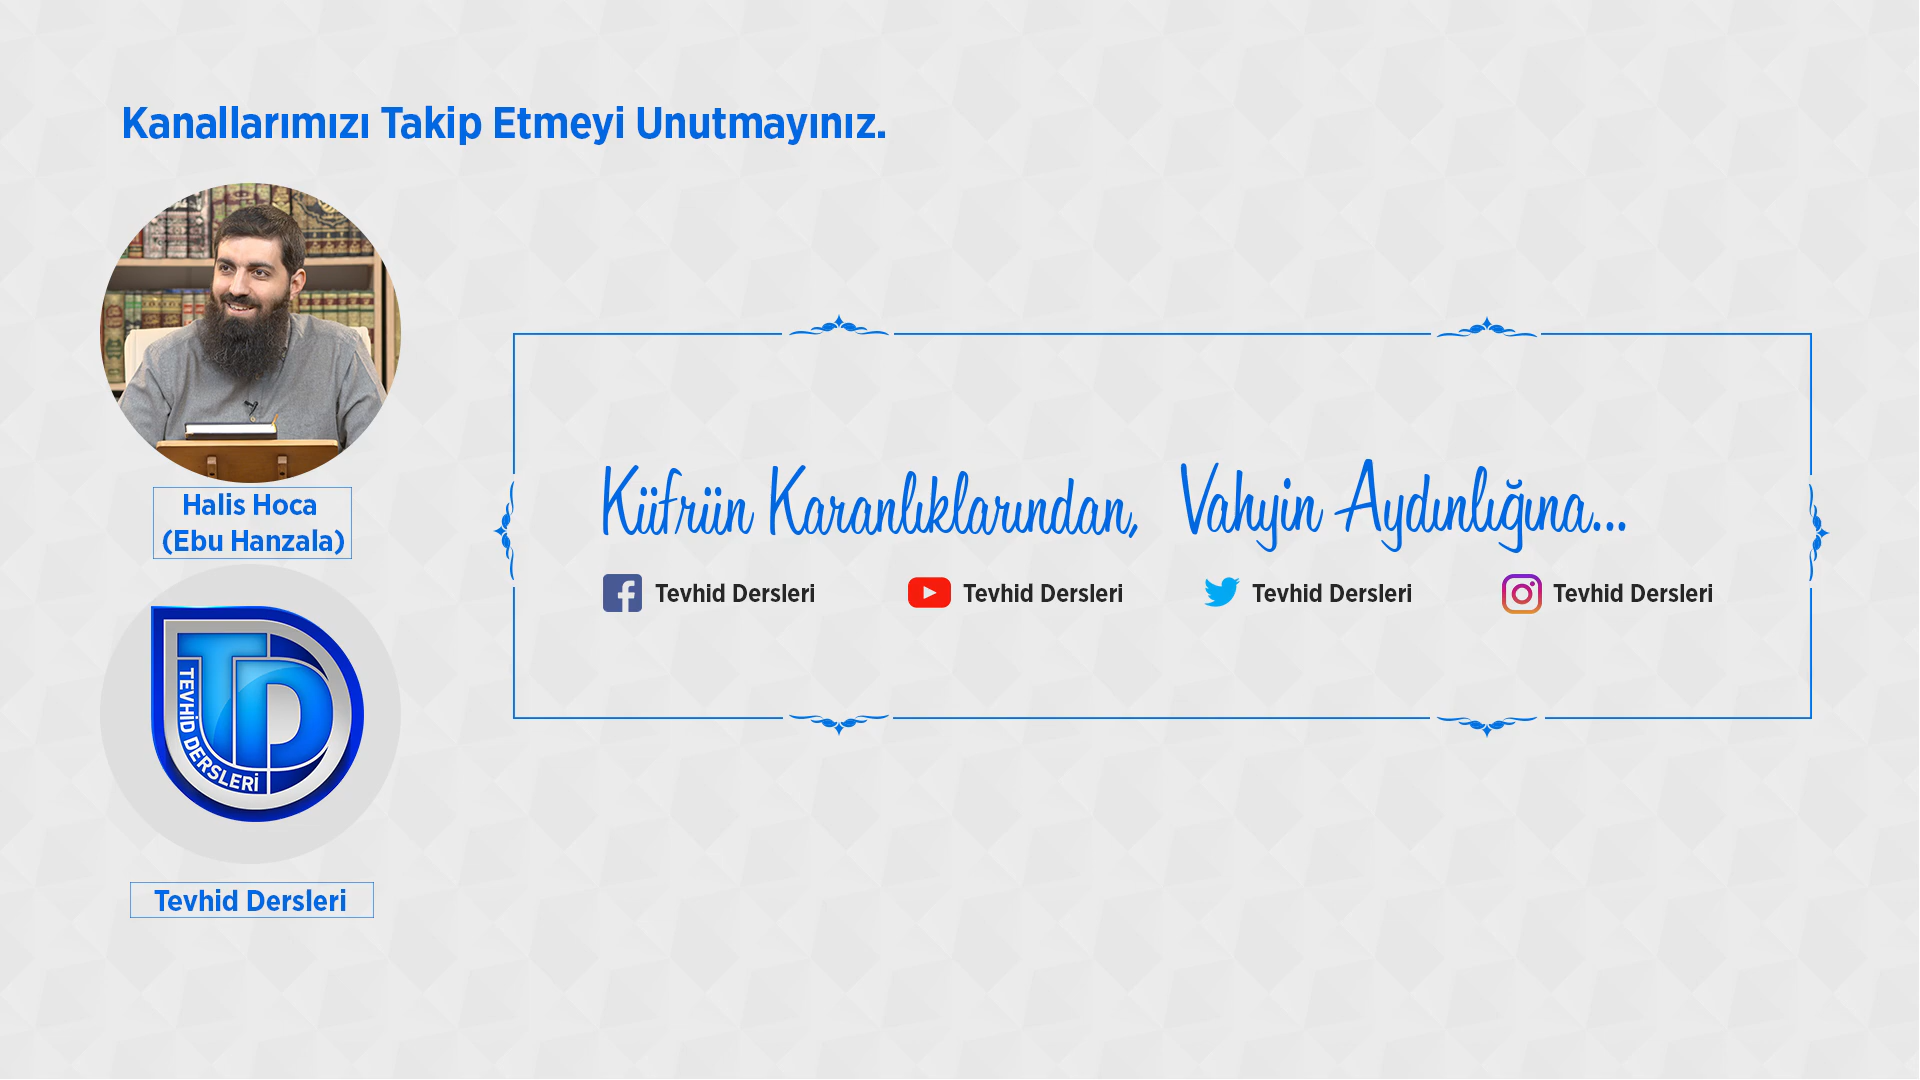 Kanallarımızı Takip Etmeyi Unutmayınız.
Halis Hoca
(Ebu Hanzala)
TD
TEVHİD DERSLERİ
Tevhid Dersleri
Küfrün Karanlıklarından, Vahyin Aydınlığına...
Tevhid Dersleri
Tevhid Dersleri
Tevhid Dersleri
Tevhid Dersleri